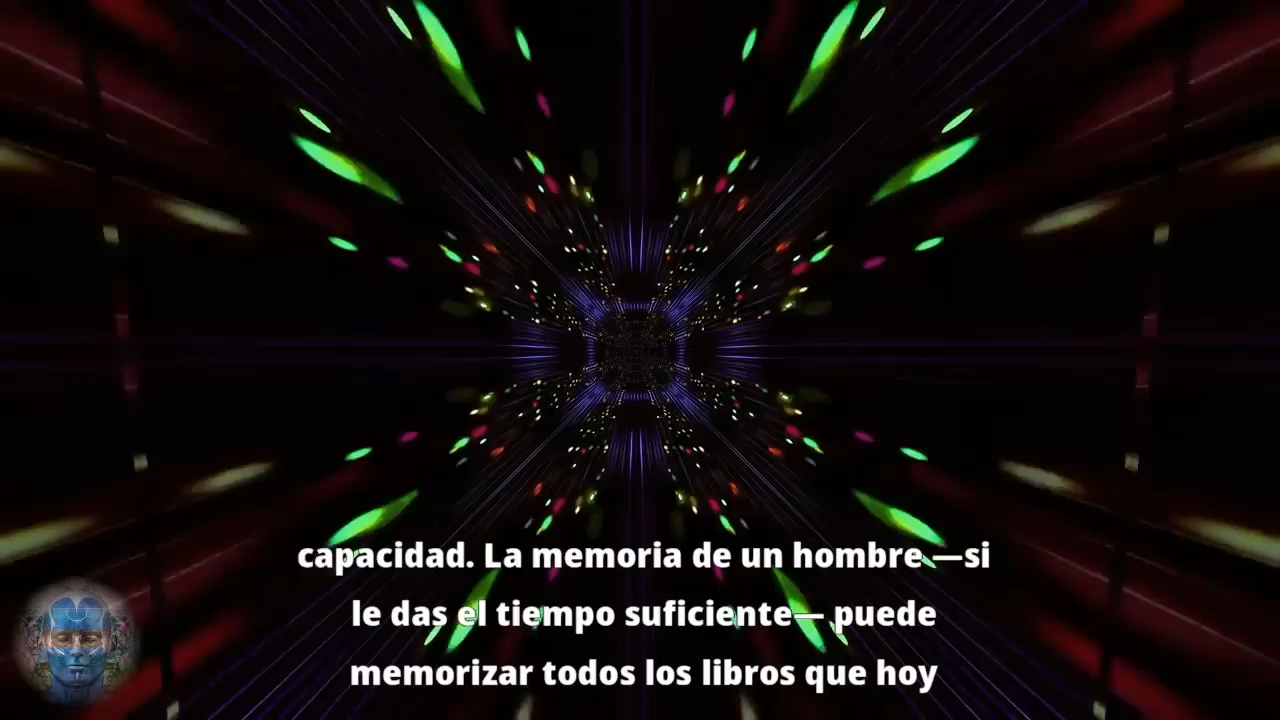 capacidad. La memoria de un hombre —si
le das el tiempo suficiente— puede
memorizar todos los libros que hoy